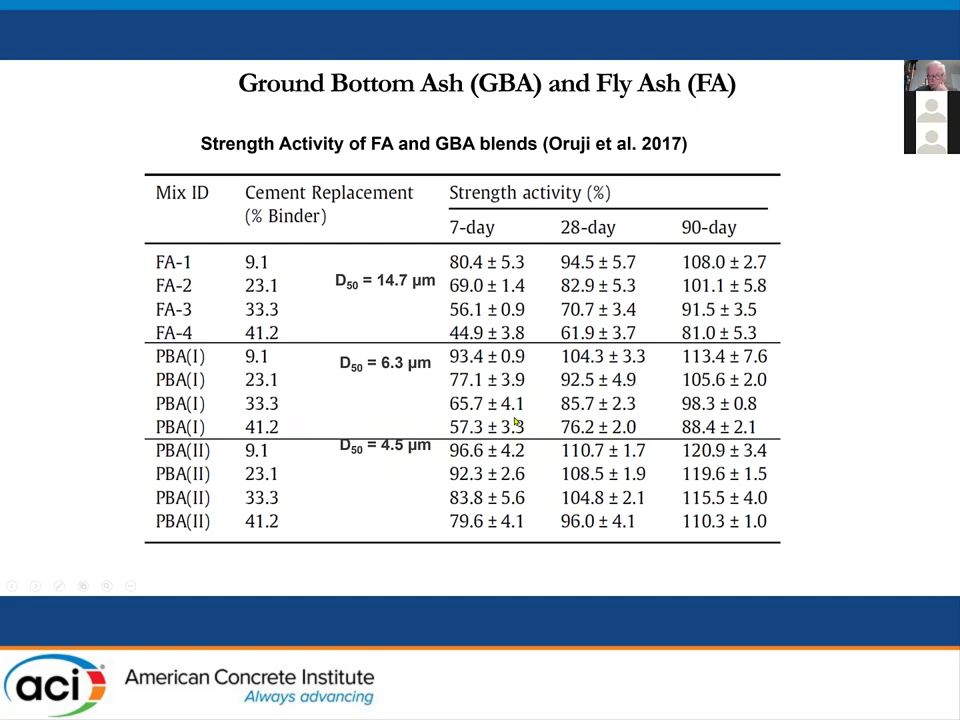 Ground Bottom Ash (GBA) and Fly Ash (FA)
Strength Activity of FA and GBA blends (Oruji et al. 2017)
Mix ID Cement Replacement (% Binder) Strength activity (%)
7-day 28-day 90-day
FA-1 9.1 80.4 ± 5.3 94.5 ± 5.7 108.0 ± 2.7
D50 = 14.7 µm
FA-2 23.1 69.0 ± 1.4 82.9 ± 5.3 101.1 ± 5.8
FA-3 33.3 56.1 ± 0.9 70.7 ± 3.4 91.5 ± 3.5
FA-4 41.2 44.9 ± 3.8 61.9 ± 3.7 81.0 ± 5.3
PBA(I) 9.1 93.4 ± 0.9 104.3 ± 3.3 113.4 ± 7.6
D50 = 6.3 µm
PBA(I) 23.1 77.1 ± 3.9 92.5 ± 4.9 105.6 ± 2.0
PBA(I) 33.3 65.7 ± 4.1 85.7 ± 2.3 98.3 ± 0.8
PBA(I) 41.2 57.3 ± 3.3 76.2 ± 2.0 88.4 ± 2.1
D50 = 4.5 µm
PBA(II) 9.1 96.6 ± 4.2 110.7 ± 1.7 120.9 ± 3.4
PBA(II) 23.1 92.3 ± 2.6 108.5 ± 1.9 119.6 ± 1.5
PBA(II) 33.3 83.8 ± 5.6 104.8 ± 2.1 115.5 ± 4.0
PBA(II) 41.2 79.6 ± 4.1 96.0 ± 4.1 110.3 ± 1.0
aci
American Concrete Institute
Always advancing